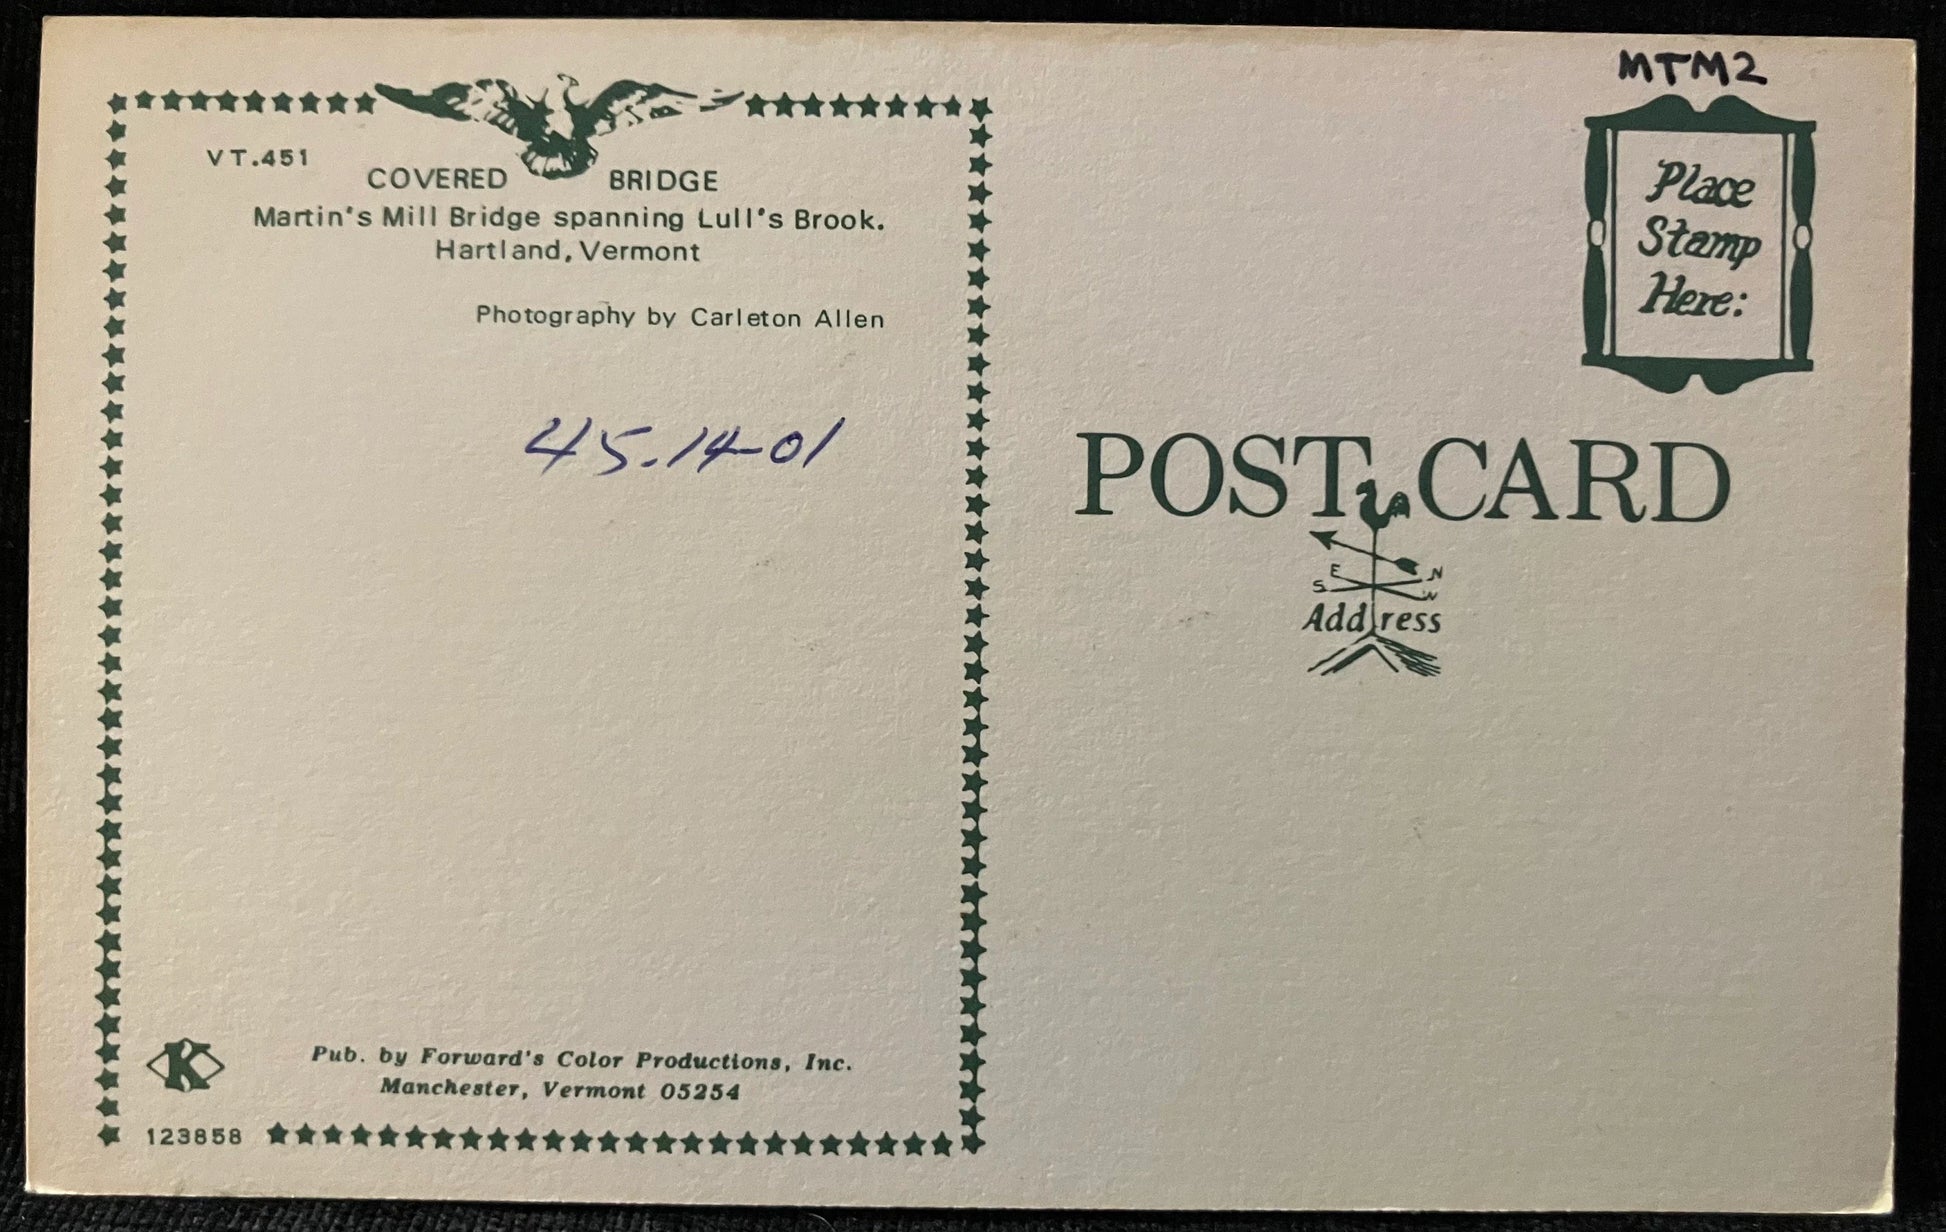 VT.451
COVERED BRIDGE
Martin's Mill Bridge spanning Lull's Brook.
Hartland, Vermont
Photography by Carleton Allen
45.14-01
K
Pub. by Forward's Color Productions, Inc.
Manchester, Vermont 05254
123858
MTM2
Place
Stamp
Here:
POST CARD
E N
S W
Address